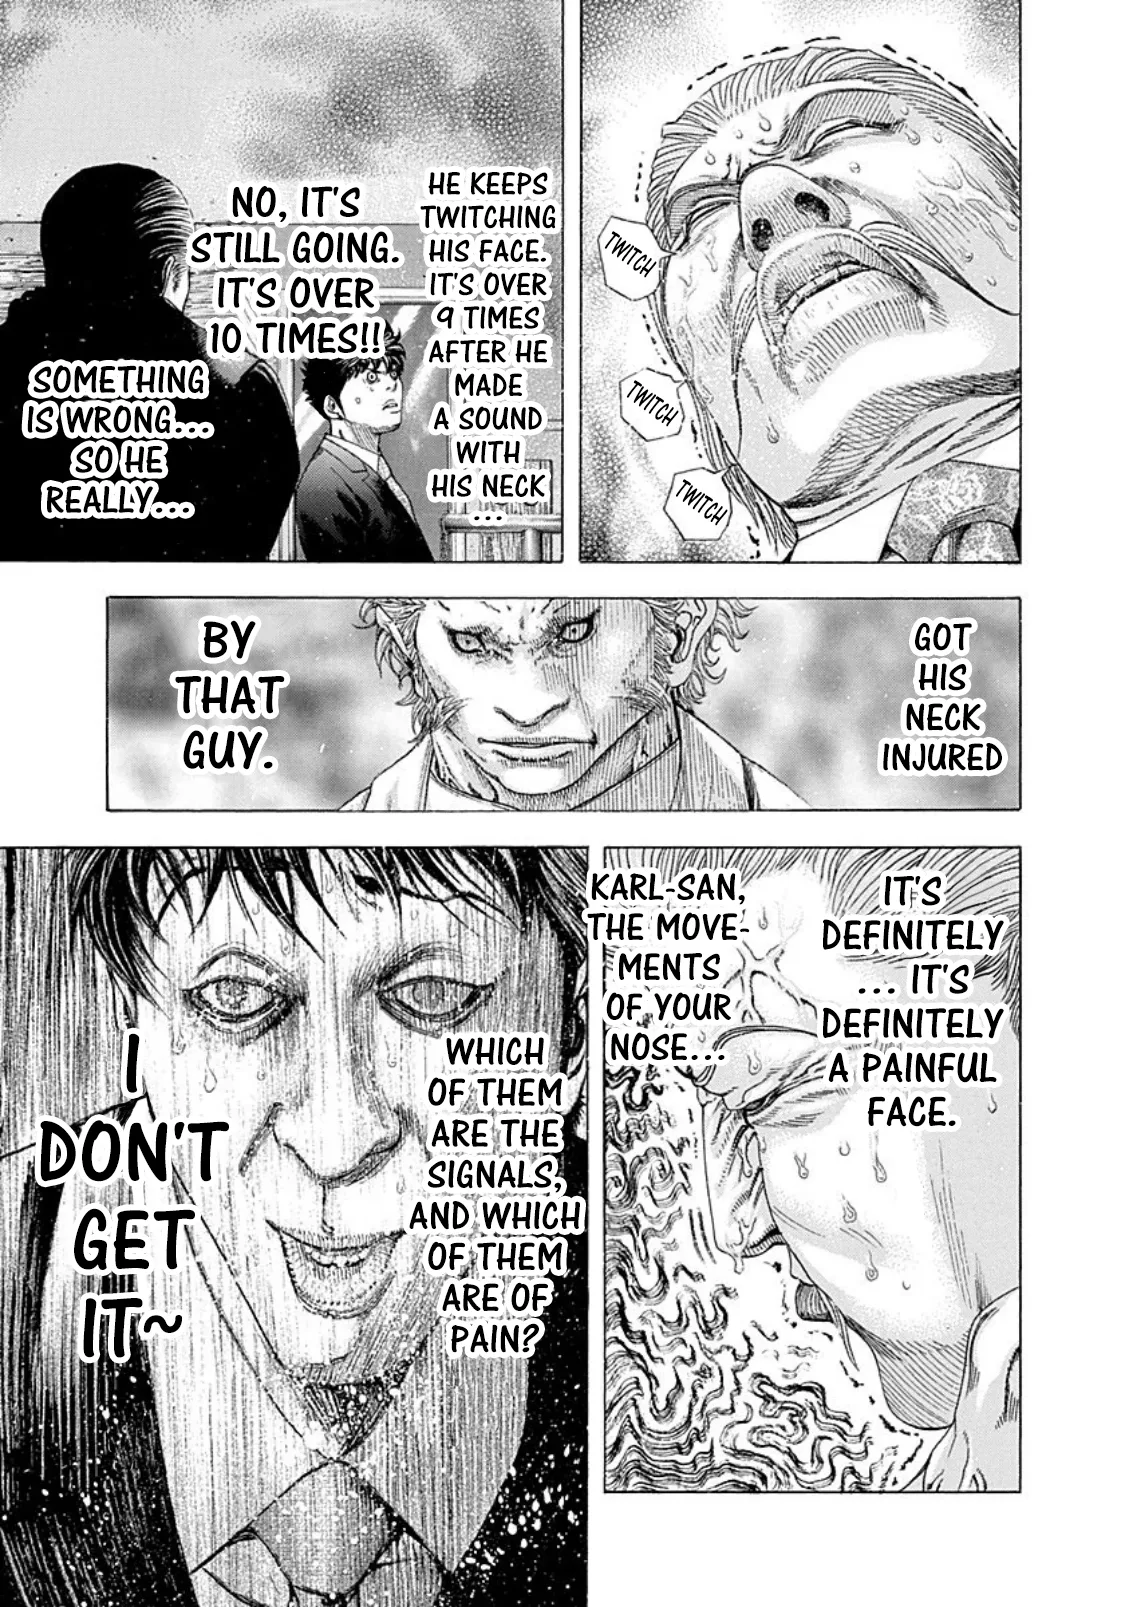 TWITCH
TWITCH
TWITCH
HE KEEPS
TWITCHING
HIS FACE.
IT'S OVER
9 TIMES
AFTER HE
MADE
A SOUND
WITH
HIS NECK
...
NO, IT'S
STILL GOING.
IT'S OVER
10 TIMES!!
SOMETHING
IS WRONG...
SO HE
REALLY...
GOT
HIS
NECK
INJURED
BY
THAT
GUY.
IT'S
DEFINITELY
... IT'S
DEFINITELY
A PAINFUL
FACE.
KARL-SAN,
THE MOVE-
MENTS
OF YOUR
NOSE...
WHICH
OF THEM
ARE THE
SIGNALS,
AND WHICH
OF THEM
ARE OF
PAIN?
I
DON'T
GET
IT~